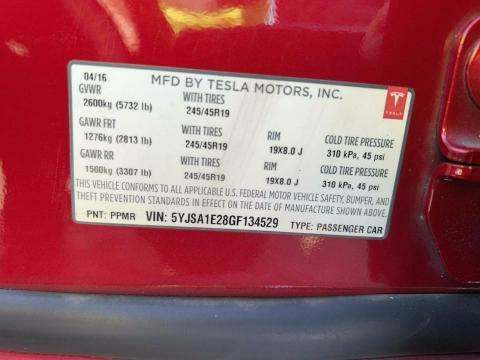 04/16 MFD BY TESLA MOTORS, INC.
GVWR
2600kg (5732 lb) WITH TIRES
245/45R19
GAWR FRT
1276kg (2813 lb) WITH TIRES RIM COLD TIRE PRESSURE
245/45R19 19X8.0 J 310 kPa, 45 psi
GAWR RR
1500kg (3307 lb) WITH TIRES RIM COLD TIRE PRESSURE
245/45R19 19X8.0 J 310 kPa, 45 psi
THIS VEHICLE CONFORMS TO ALL APPLICABLE U.S. FEDERAL MOTOR VEHICLE SAFETY, BUMPER, AND
THEFT PREVENTION STANDARDS IN EFFECT ON THE DATE OF MANUFACTURE SHOWN ABOVE.
PNT: PPMR VIN: 5YJSA1E28GF134529 TYPE: PASSENGER CAR
TESLA